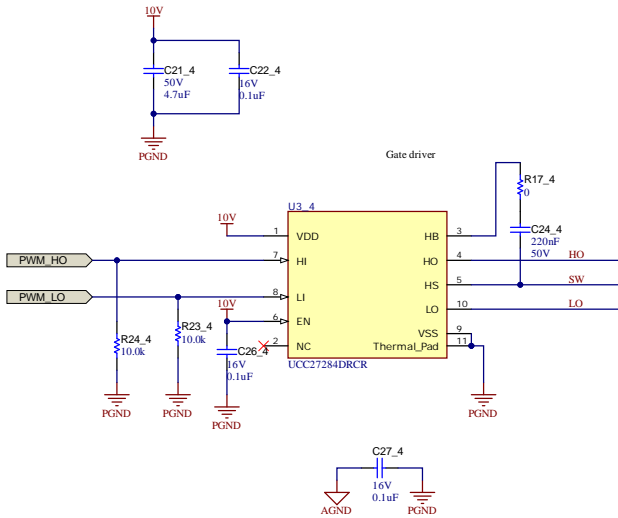 10V
C21_4
50V
4.7uF
C22_4
16V
0.1uF
PGND
Gate driver
R17_4
0
U3_4
10V
1
VDD
HB
3
C24_4
220nF
50V
PWM_HO
7
HI
HO
4
HO
HS
5
SW
PWM_LO
8
LI
LO
10
LO
10V
6
EN
R24_4
10.0k
R23_4
10.0k
VSS
9
2
NC
Thermal_Pad
11
C26_4
16V
0.1uF
UCC27284DRCR
PGND
PGND
PGND
PGND
C27_4
16V
0.1uF
AGND
PGND